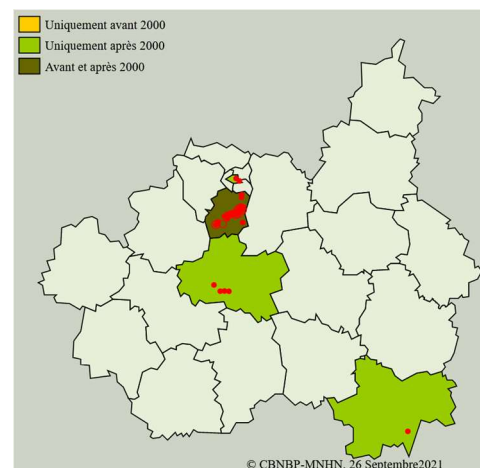 Uniquement avant 2000
Uniquement après 2000
Avant et après 2000
© CBNBP-MNHN, 26 Septembre2021